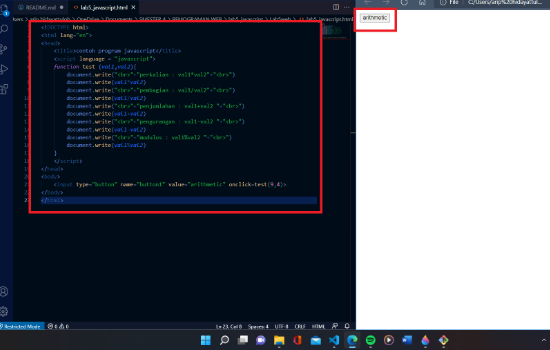 README.md
lab5_javascript.html
File
C:/Users/arip%20hidayattul
arithmetic
<!DOCTYPE html>
<html lang="en">
<head>
<title>contoh program javascript</title>
<script language = "javascript">
function test (val1,val2){
document.write("<br>"+"perkalian : val1*val2"+"<br>")
document.write(val1*val2)
document.write("<br>"+"pembagian : val1/val2"+"<br>")
document.write(val1/val2)
document.write("<br>"+"penjumlahan : val1+val2 "+"<br>")
document.write(val1+val2)
document.write("<br>"+"pengurangan : val1-val2 "+"<br>")
document.write(val1-val2)
document.write("<br>"+"modulus : val1%val2 "+"<br>")
document.write(val1%val2)
}
</script>
</head>
<body>
<input type="button" name="button1" value="arithmetic" onclick=test(9,4)>
</body>
</html>
Restricted Mode
0
0
Ln 23, Col 8
Spaces: 4
UTF-8
CRLF
HTML